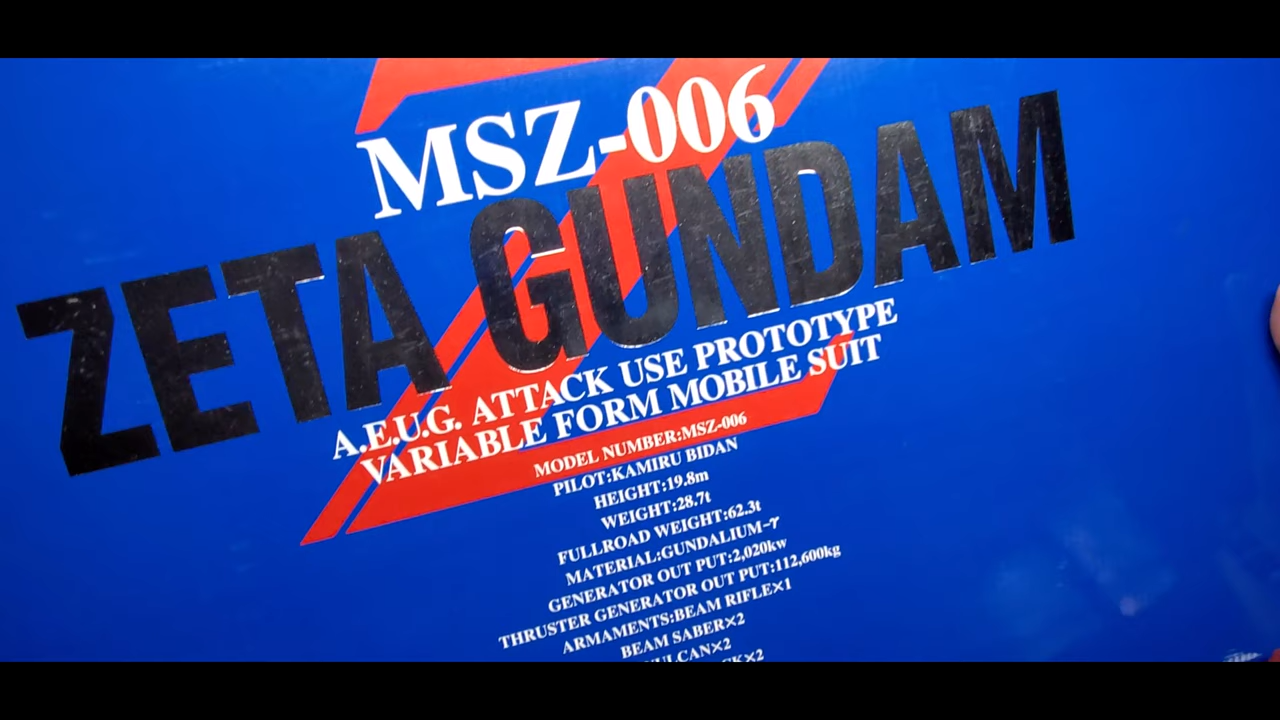 MSZ-006
ZETA GUNDAM
A.E.U.G. ATTACK USE PROTOTYPE
VARIABLE FORM MOBILE SUIT
MODEL NUMBER:MSZ-006
PILOT:KAMIRU BIDAN
HEIGHT:19.8m
WEIGHT:28.7t
FULLROAD WEIGHT:62.3t
MATERIAL:GUNDALIUM-γ
GENERATOR OUT PUT:2,020kw
THRUSTER GENERATOR OUT PUT:112,600kg
ARMAMENTS:BEAM RIFLE×1
BEAM SABER×2
VULCAN×2